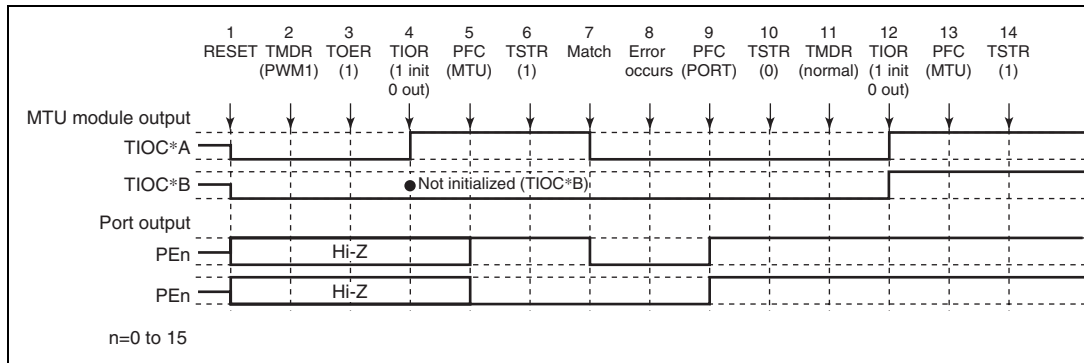 1 2 3 4 5 6 7 8 9 10 11 12 13 14
RESET TMDR TOER TIOR PFC TSTR Match Error PFC TSTR TMDR TIOR PFC TSTR
(PWM1) (1) (1 init (MTU) (1) occurs (PORT) (0) (normal) (1 init (MTU) (1)
0 out) 0 out)
MTU module output
TIOC*A
TIOC*B
Not initialized (TIOC*B)
Port output
PEn
Hi-Z
PEn
Hi-Z
n=0 to 15